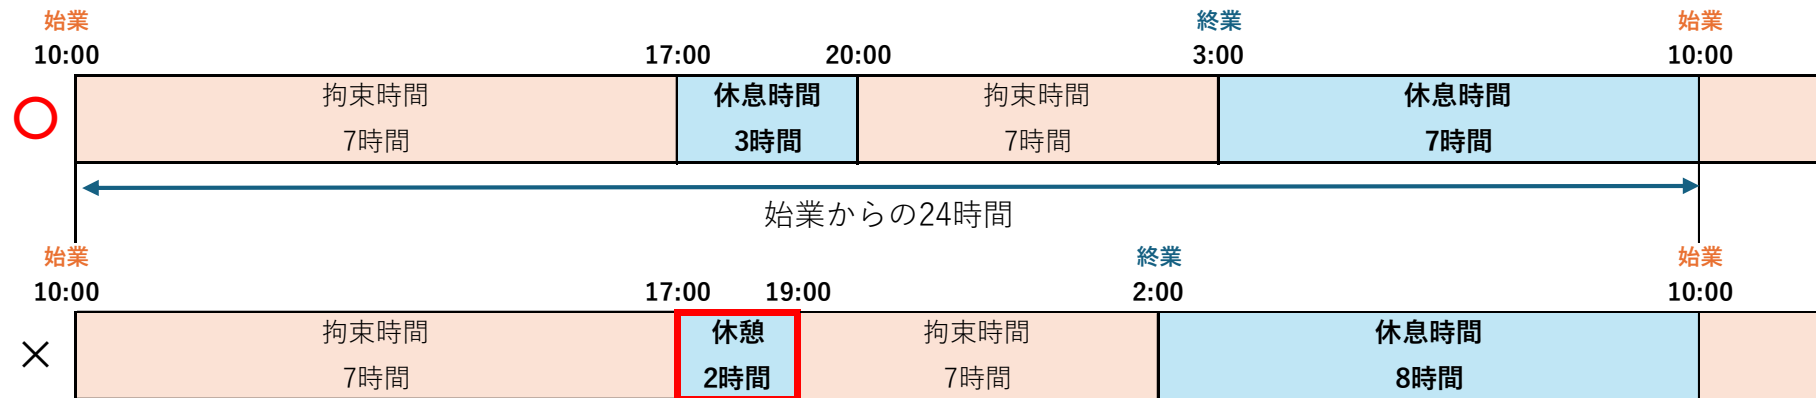 始業 終業 始業
10:00 17:00 20:00 3:00 10:00
拘束時間 休息時間 拘束時間 休息時間
7時間 3時間 7時間 7時間
始業からの24時間
始業 終業 始業
10:00 17:00 19:00 2:00 10:00
拘束時間 休憩 拘束時間 休息時間
7時間 2時間 7時間 8時間